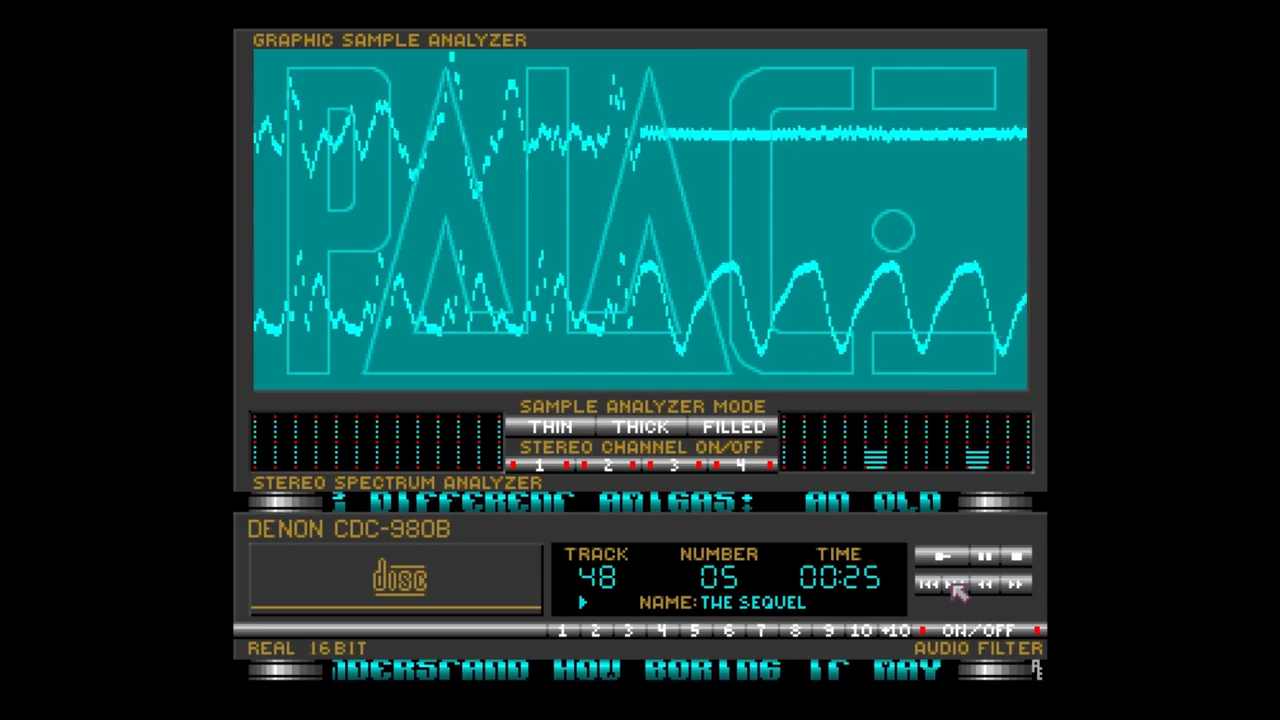 GRAPHIC SAMPLE ANALYZER
PALACE
SAMPLE ANALYZER MODE
THIN THICK FILLED
STEREO CHANNEL ON/OFF
1 2 3 4
STEREO SPECTRUM ANALYZER
: DIFFERENT AMIGAS: AN OLD
DENON CDC-980B
disc
TRACK NUMBER TIME
48 05 00:25
NAME: THE SEQUEL
1 2 3 4 5 6 7 8 9 10 +10 ON/OFF
REAL 16BIT AUDIO FILTER
NDERSTAND HOW BORING IT MAY